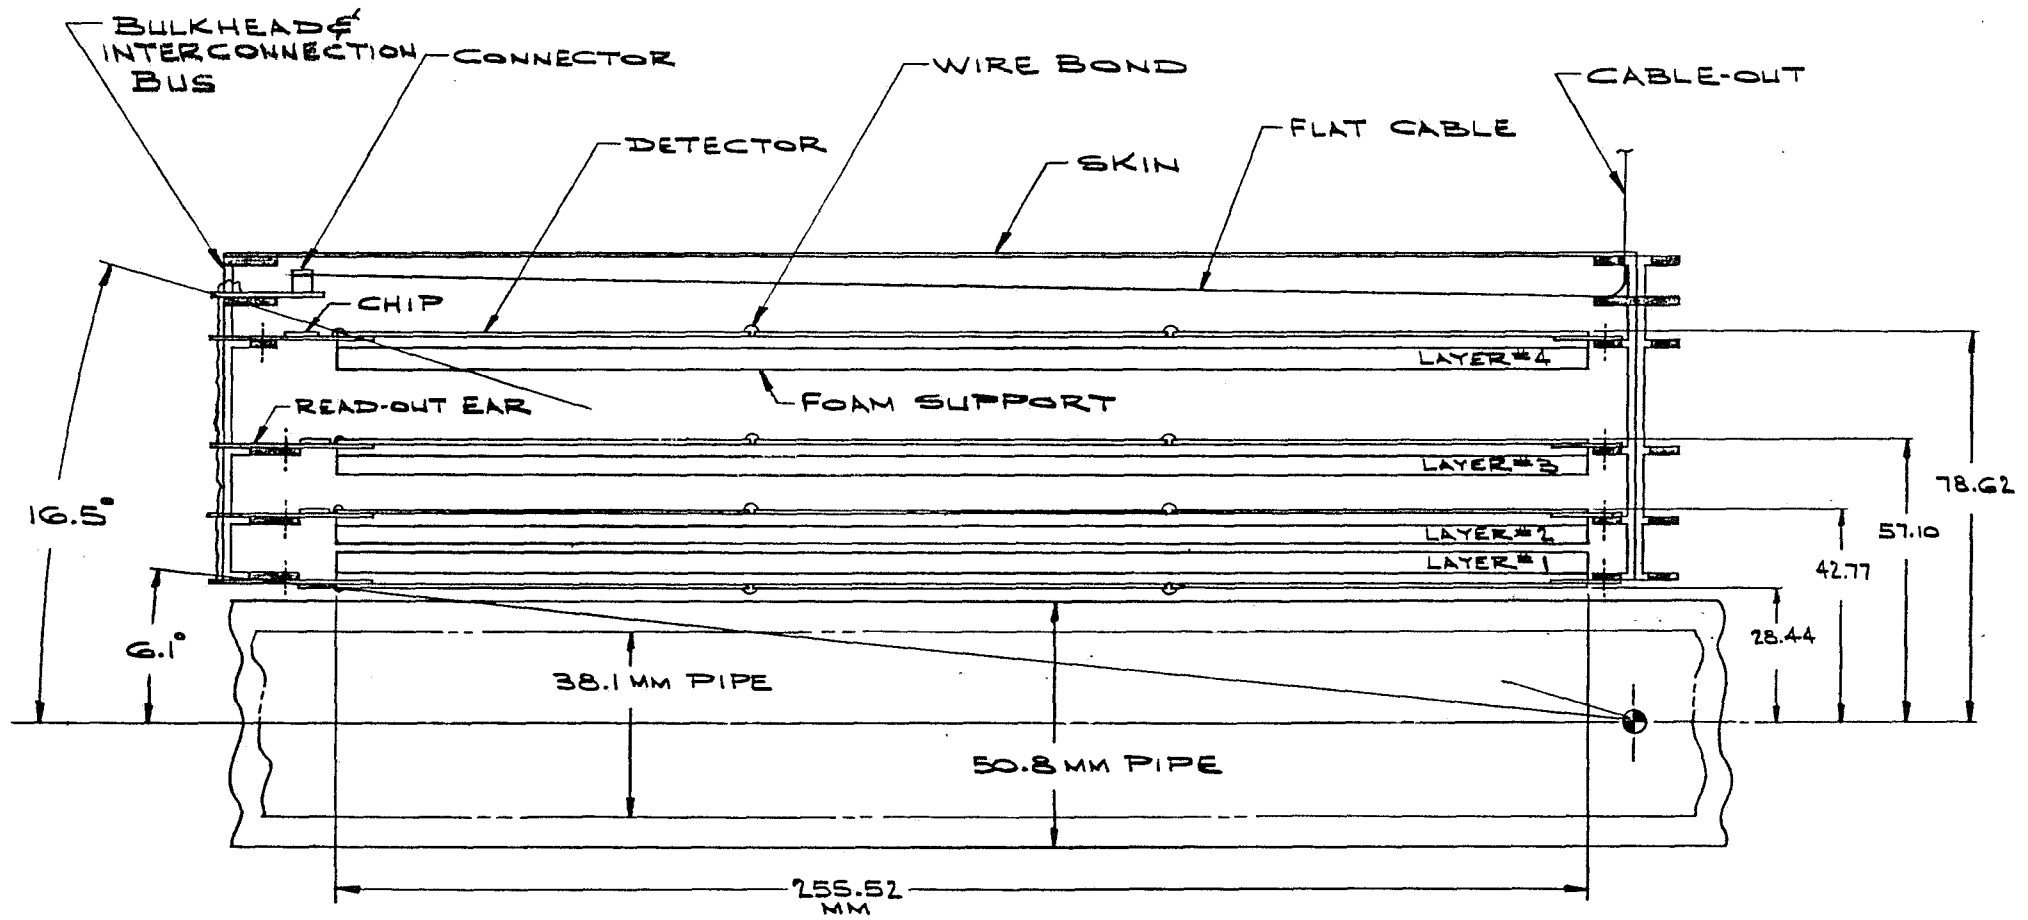 BULKHEAD &
INTERCONNECTION
BUS
CONNECTOR
WIRE BOND
CABLE-OUT
DETECTOR
FLAT CABLE
SKIN
CHIP
LAYER #4
FOAM SUPPORT
READ-OUT EAR
LAYER #3
78.62
16.5°
LAYER #2
57.10
LAYER #1
42.77
28.44
6.1°
38.1 MM PIPE
50.8 MM PIPE
255.52
MM